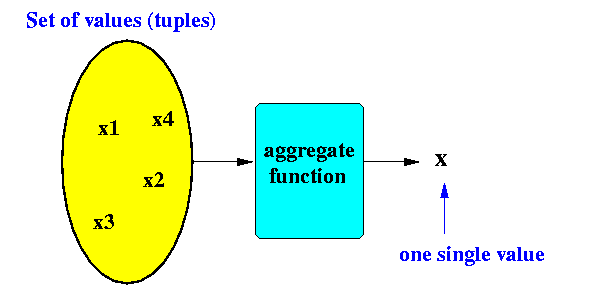 Set of values (tuples)
x1
x4
x2
x3
aggregate
function
x
one single value